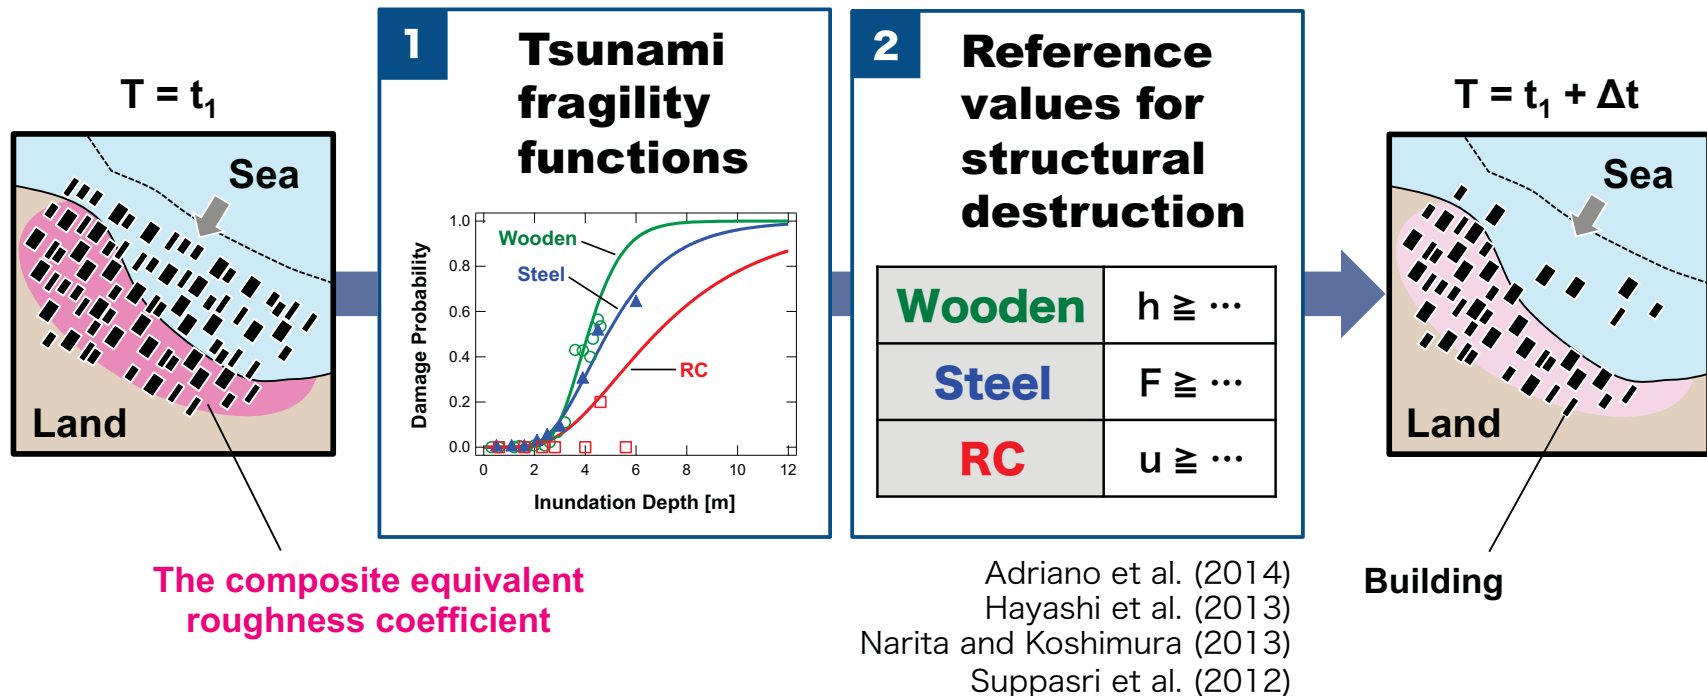 T = t₁
Sea
Land
The composite equivalent
roughness coefficient
1
Tsunami
fragility
functions
Damage Probability
1.0
0.8
0.6
0.4
0.2
0.0
Wooden
Steel
RC
0 2 4 6 8 10 12
Inundation Depth [m]
2
Reference
values for
structural
destruction
Wooden h ≧ ⋯
Steel F ≧ ⋯
RC u ≧ ⋯
Adriano et al. (2014)
Hayashi et al. (2013)
Narita and Koshimura (2013)
Suppasri et al. (2012)
T = t₁ + Δt
Sea
Land
Building